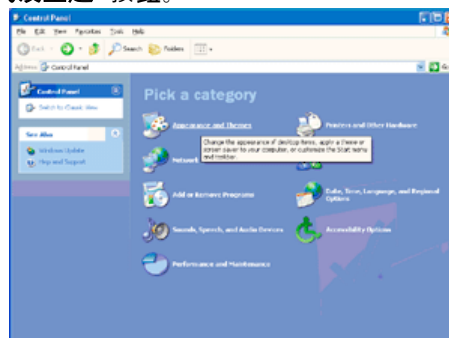 Control Panel
File Edit View Favorites Tools Help
Back Search Folders
Address Control Panel Go
Control Panel
Switch to Classic View
See Also
Windows Update
Help and Support
Pick a category
Appearance and Themes
Printers and Other Hardware
Change the appearance of desktop items, apply a theme or
screen saver to your computer, or customize the Start menu
and taskbar.
Network
Add or Remove Programs
Date, Time, Language, and Regional
Options
Sounds, Speech, and Audio Devices
Accessibility Options
Performance and Maintenance